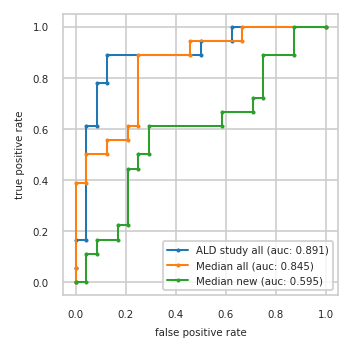 1.0
0.8
0.6
0.4
0.2
0.0
true positive rate
ALD study all (auc: 0.891)
Median all (auc: 0.845)
Median new (auc: 0.595)
0.0 0.2 0.4 0.6 0.8 1.0
false positive rate